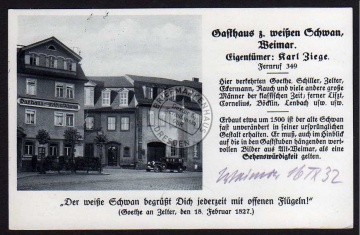 Gasthaus z. weißen Schwan,
Weimar.
Eigentümer: Karl Ziege.
Fernruf 349
Hier verkehrten Goethe, Schiller, Zelter,
Eckermann, Rauch und viele andere große
Männer der klassischen Zeit; ferner Liszt,
Cornelius, Böcklin, Lenbach usw. usw.
Erbaut etwa um 1500 ist der alte Schwan
fast unverändert in seiner ursprünglichen
Gestalt erhalten. Er muß, auch im Hinblick
auf die in den Gaststuben hängenden wert-
vollen Bilder aus Alt-Weimar, als eine
Sehenswürdigkeit gelten.
Weimar 32
„Der weiße Schwan begrüßt Dich jederzeit mit offenen Flügeln!“
(Goethe an Zelter, den 18. Februar 1827.)